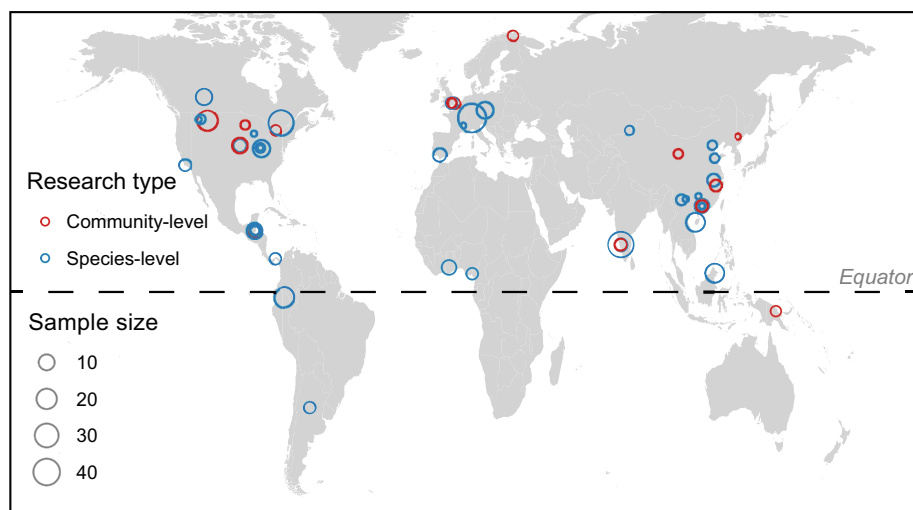 Research type
Community-level
Species-level
Equator
Sample size
10
20
30
40